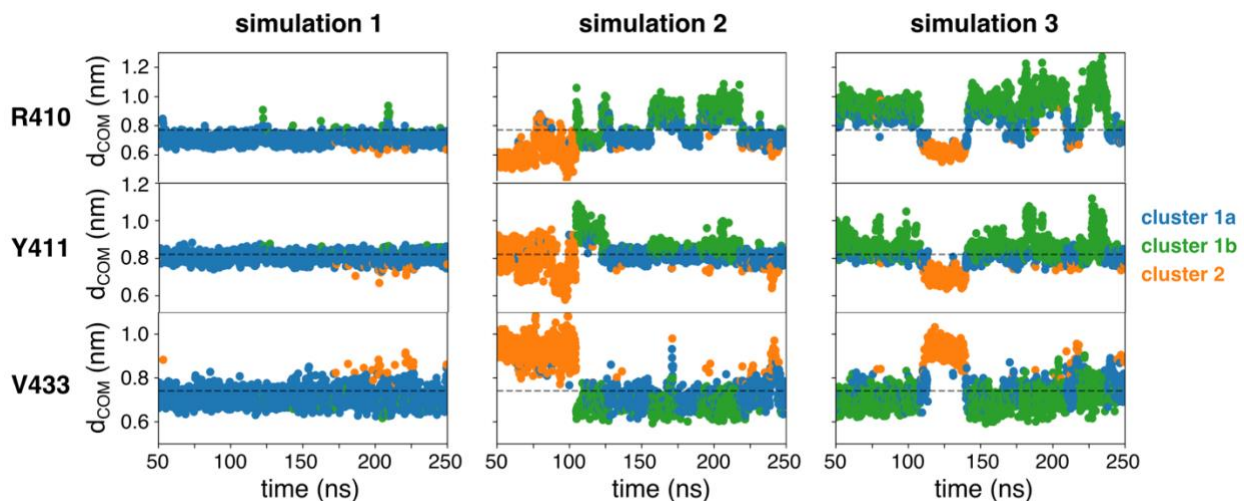 simulation 1 simulation 2 simulation 3
R410 d_COM (nm) 1.2 1.0 0.8 0.6
Y411 d_COM (nm) 1.2 1.0 0.8 0.6
V433 d_COM (nm) 1.0 0.8 0.6
cluster 1a
cluster 1b
cluster 2
50 100 150 200 250 50 100 150 200 250 50 100 150 200 250
time (ns) time (ns) time (ns)